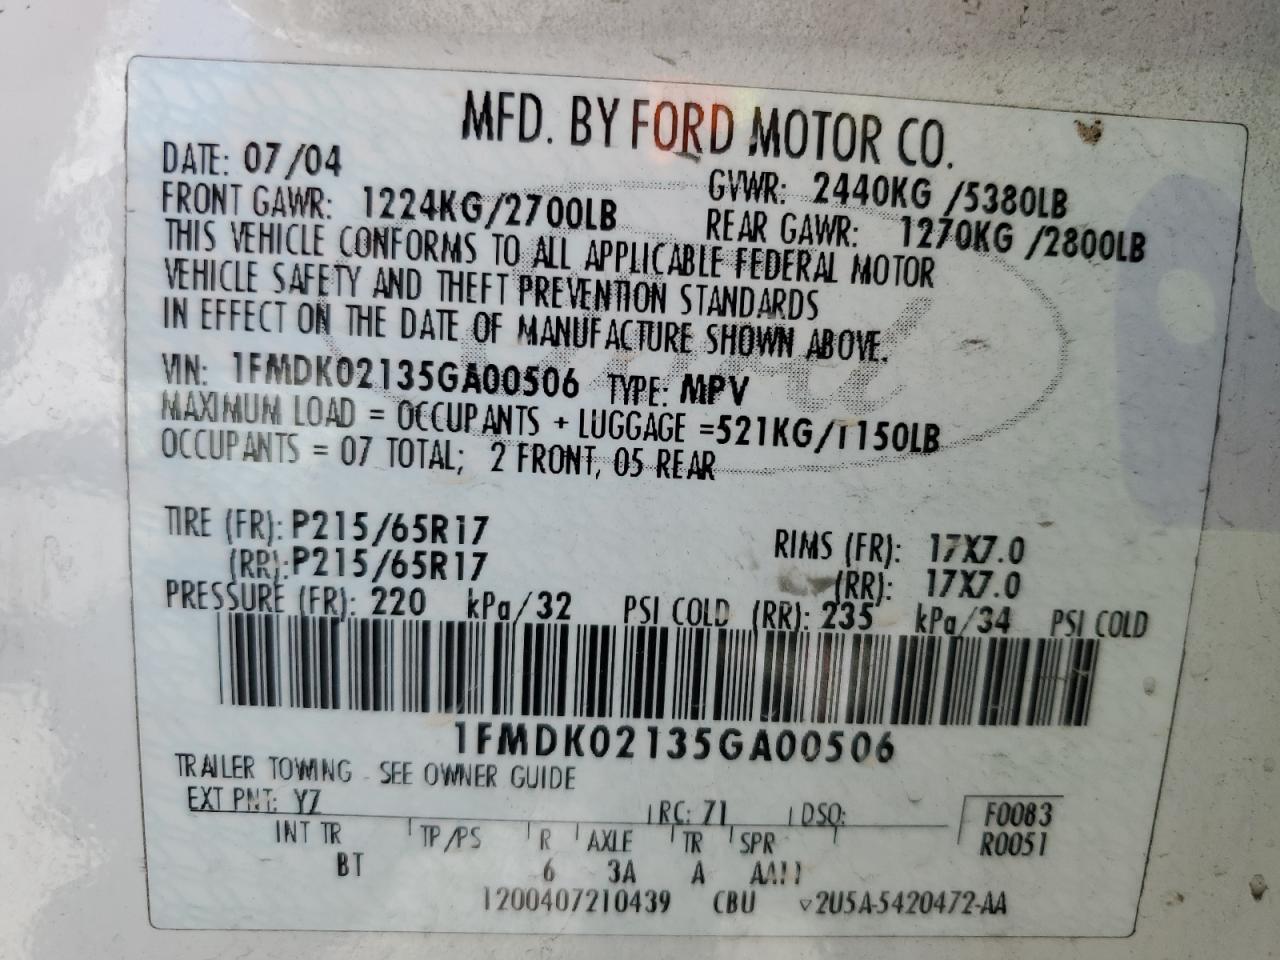 MFD. BY FORD MOTOR CO.
DATE: 07/04 GVWR: 2440KG /5380LB
FRONT GAWR: 1224KG/2700LB REAR GAWR: 1270KG /2800LB
THIS VEHICLE CONFORMS TO ALL APPLICABLE FEDERAL MOTOR
VEHICLE SAFETY AND THEFT PREVENTION STANDARDS
IN EFFECT ON THE DATE OF MANUFACTURE SHOWN ABOVE.
VIN: 1FMDK02135GA00506 TYPE: MPV
MAXIMUM LOAD = OCCUPANTS + LUGGAGE =521KG/1150LB
OCCUPANTS = 07 TOTAL; 2 FRONT, 05 REAR
TIRE (FR): P215/65R17 RIMS (FR): 17X7.0
(RR): P215/65R17 (RR): 17X7.0
PRESSURE (FR): 220 kPa/32 PSI COLD (RR): 235 kPa/34 PSI COLD
1FMDK02135GA00506
TRAILER TOWING - SEE OWNER GUIDE
EXT PNT: YZ RC: 71 DSO: F0083
INT TR TP/PS R AXLE TR SPR R0051
BT 6 3A A
1200407210439 CBU 2U5A-5420472-AA